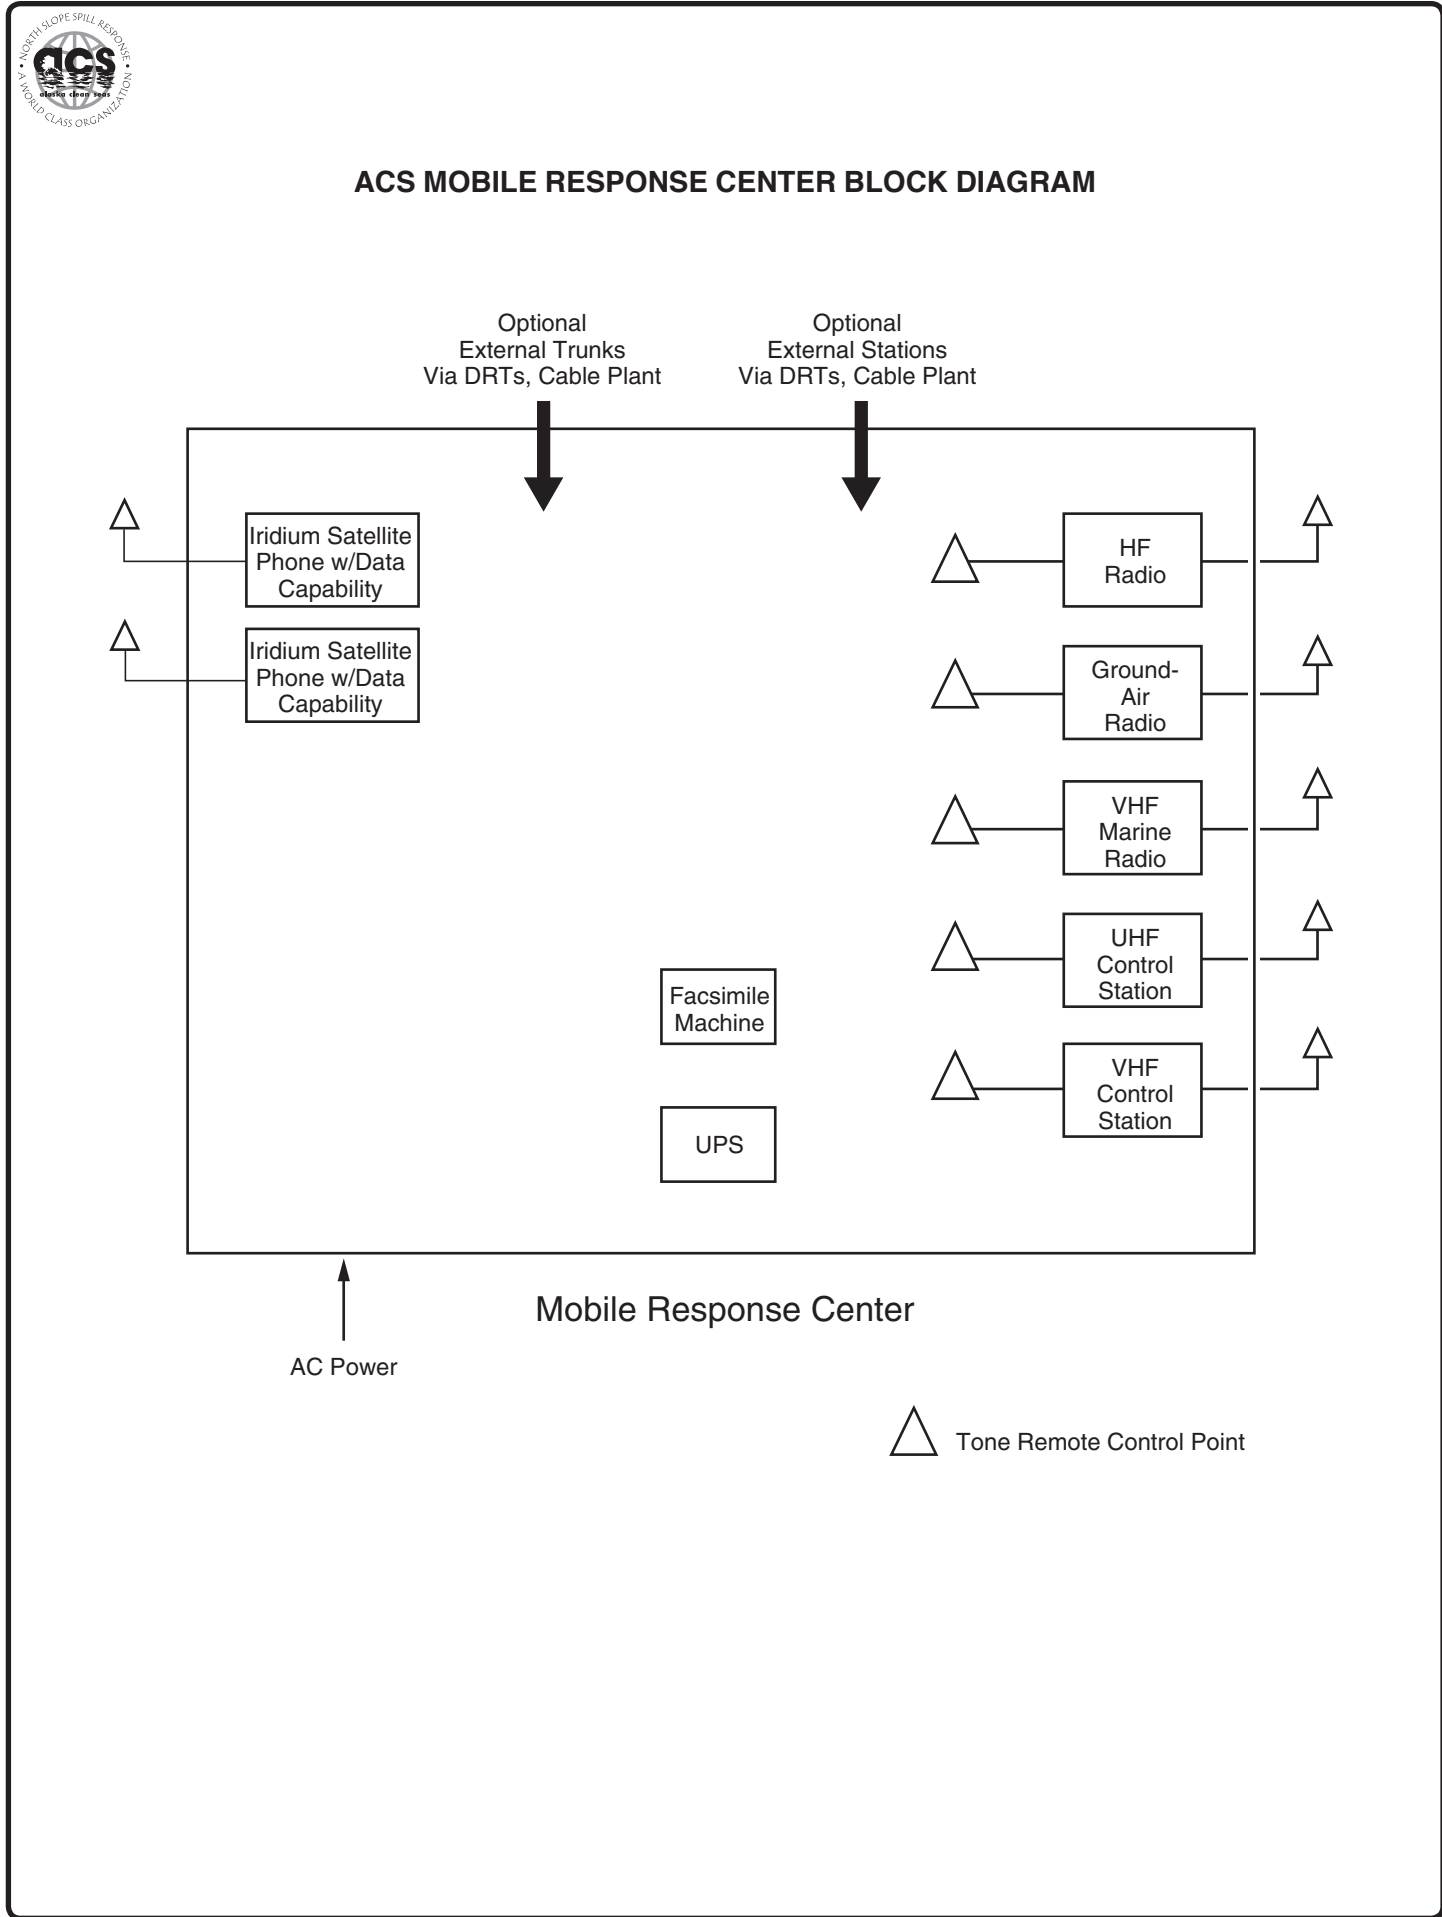 • NORTH SLOPE SPILL RESPONSE •
acs
alaska clean seas
A WORLD CLASS ORGANIZATION
ACS MOBILE RESPONSE CENTER BLOCK DIAGRAM
Optional
External Trunks
Via DRTs, Cable Plant
Optional
External Stations
Via DRTs, Cable Plant
Iridium Satellite
Phone w/Data
Capability
Iridium Satellite
Phone w/Data
Capability
HF
Radio
Ground-
Air
Radio
VHF
Marine
Radio
UHF
Control
Station
VHF
Control
Station
Facsimile
Machine
UPS
Mobile Response Center
AC Power
Tone Remote Control Point